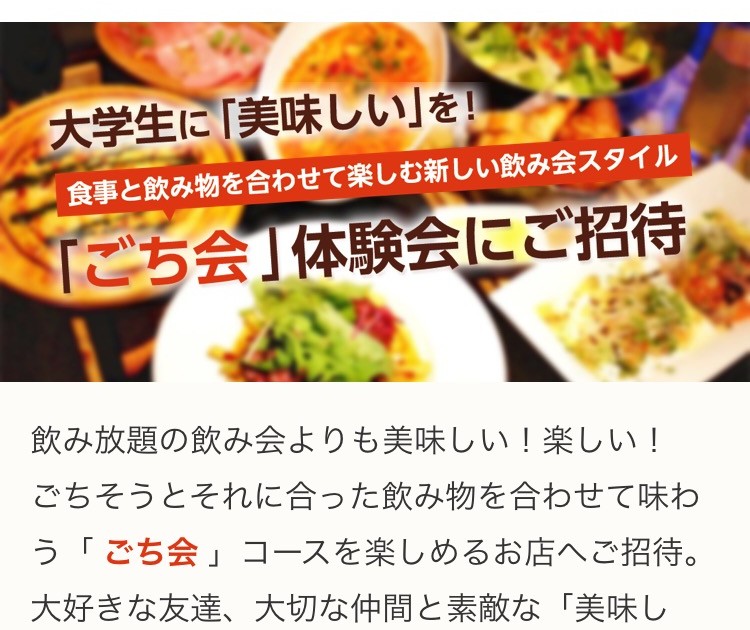 大学生に「美味しい」を!
食事と飲み物を合わせて楽しむ新しい飲み会スタイル
「ごち会」体験会にご招待
飲み放題の飲み会よりも美味しい！楽しい！
ごちそうとそれに合った飲み物を合わせて味わ
う「 ごち会 」コースを楽しめるお店へご招待。
大好きな友達、大切な仲間と素敵な「美味し